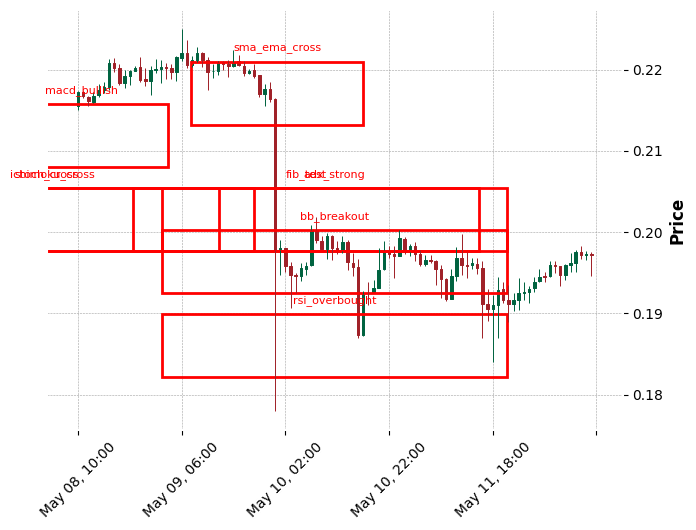 sma_ema_cross
0.22
macd_bullish
0.21
fib_test
adx_strong
bb_breakout
0.20
rsi_overbought
0.19
0.18
Price
May 08, 10:00
May 09, 06:00
May 10, 02:00
May 10, 22:00
May 11, 18:00